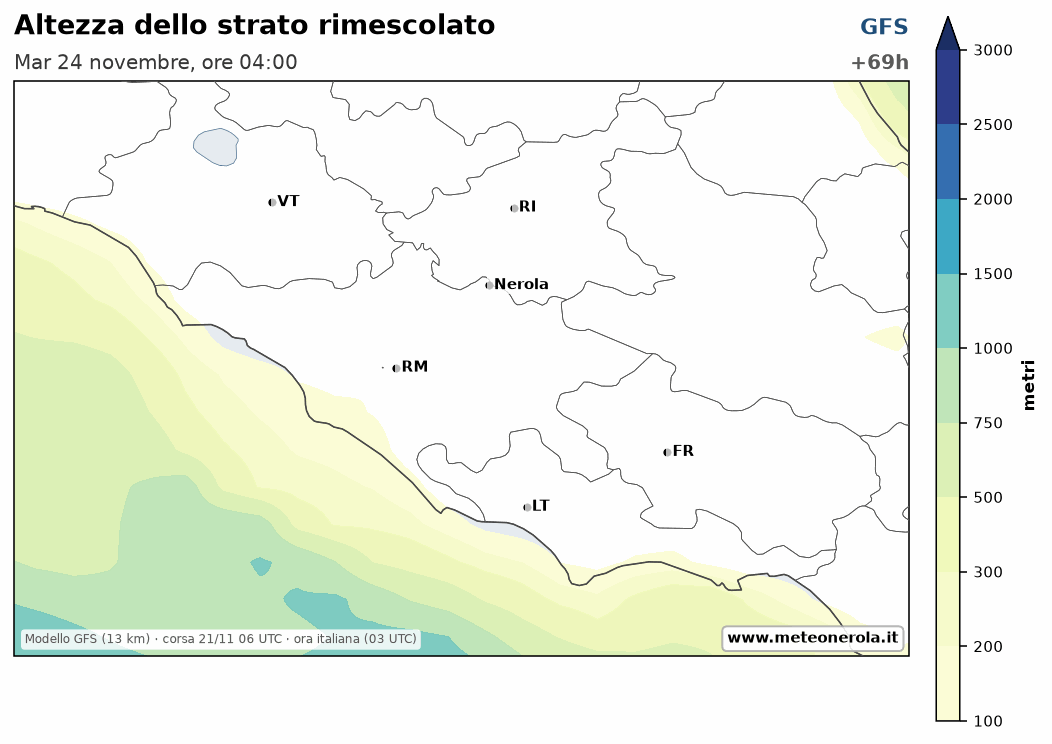 Altezza dello strato rimescolato
GFS
Mar 24 novembre, ore 04:00
+69h
3000
2500
2000
1500
1000
750
500
300
200
100
metri
VT
RI
Nerola
RM
FR
LT
Modello GFS (13 km) · corsa 21/11 06 UTC · ora italiana (03 UTC)
www.meteonerola.it